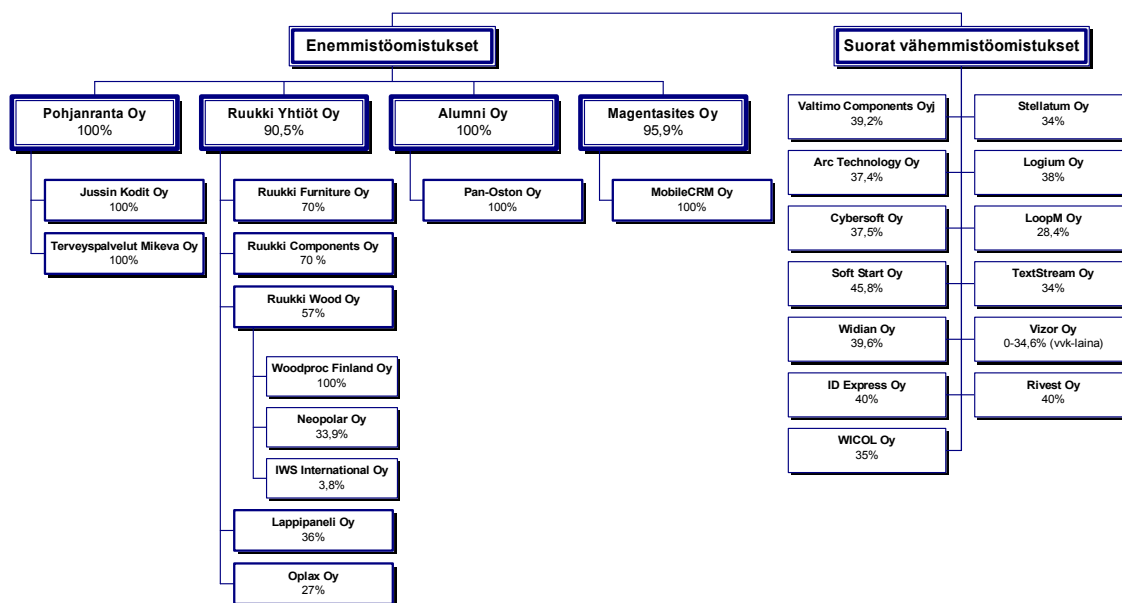 Enemmistöomistukset
Suorat vähemmistöomistukset
Pohjanranta Oy
100%
Ruukki Yhtiöt Oy
90,5%
Alumni Oy
100%
Magentasites Oy
95,9%
Jussin Kodit Oy
100%
Terveyspalvelut Mikeva Oy
100%
Ruukki Furniture Oy
70%
Ruukki Components Oy
70 %
Ruukki Wood Oy
57%
Woodproc Finland Oy
100%
Neopolar Oy
33,9%
IWS International Oy
3,8%
Lappipaneli Oy
36%
Oplax Oy
27%
Pan-Oston Oy
100%
MobileCRM Oy
100%
Valtimo Components Oyj
39,2%
Stellatum Oy
34%
Arc Technology Oy
37,4%
Logium Oy
38%
Cybersoft Oy
37,5%
LoopM Oy
28,4%
Soft Start Oy
45,8%
TextStream Oy
34%
Widian Oy
39,6%
Vizor Oy
0-34,6% (vvk-laina)
ID Express Oy
40%
Rivest Oy
40%
WICOL Oy
35%